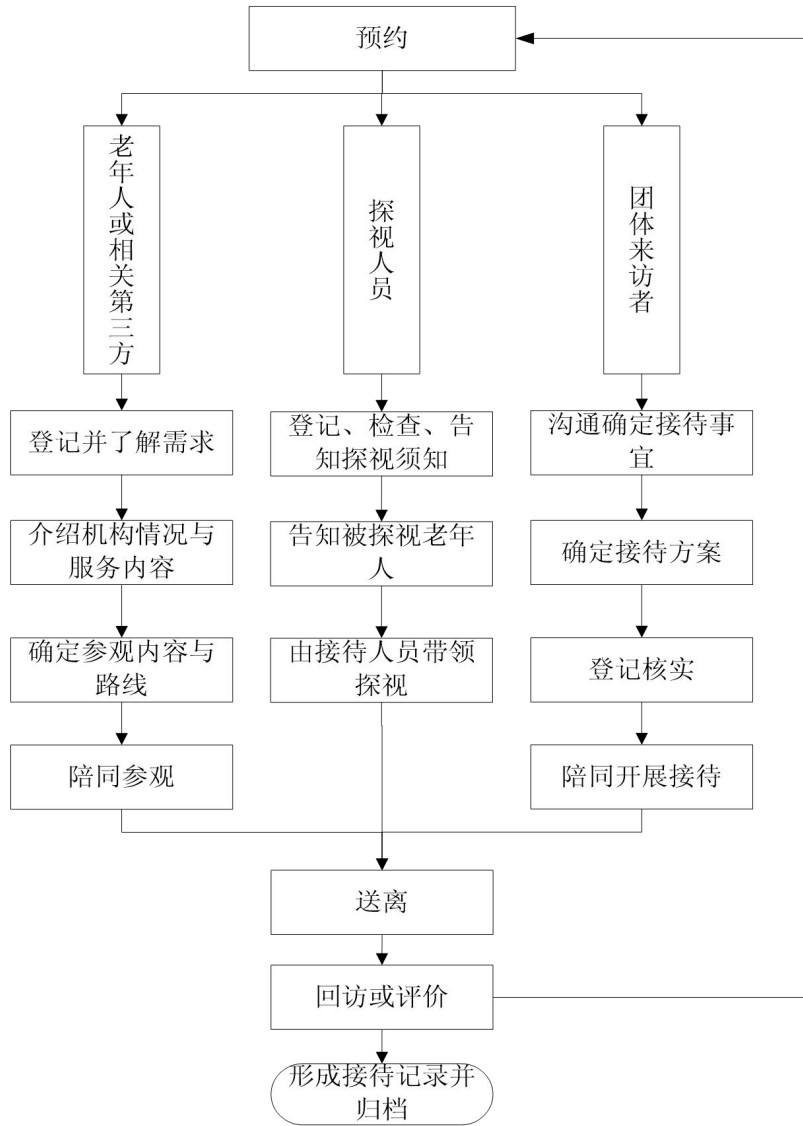 预约
老年人或相关第三方
探视人员
团体来访者
登记并了解需求
登记、检查、告
知探视须知
沟通确定接待事
宜
介绍机构情况与
服务内容
告知被探视老年
人
确定接待方案
确定参观内容与
路线
由接待人员带领
探视
登记核实
陪同参观
陪同开展接待
送离
回访或评价
形成接待记录并
归档